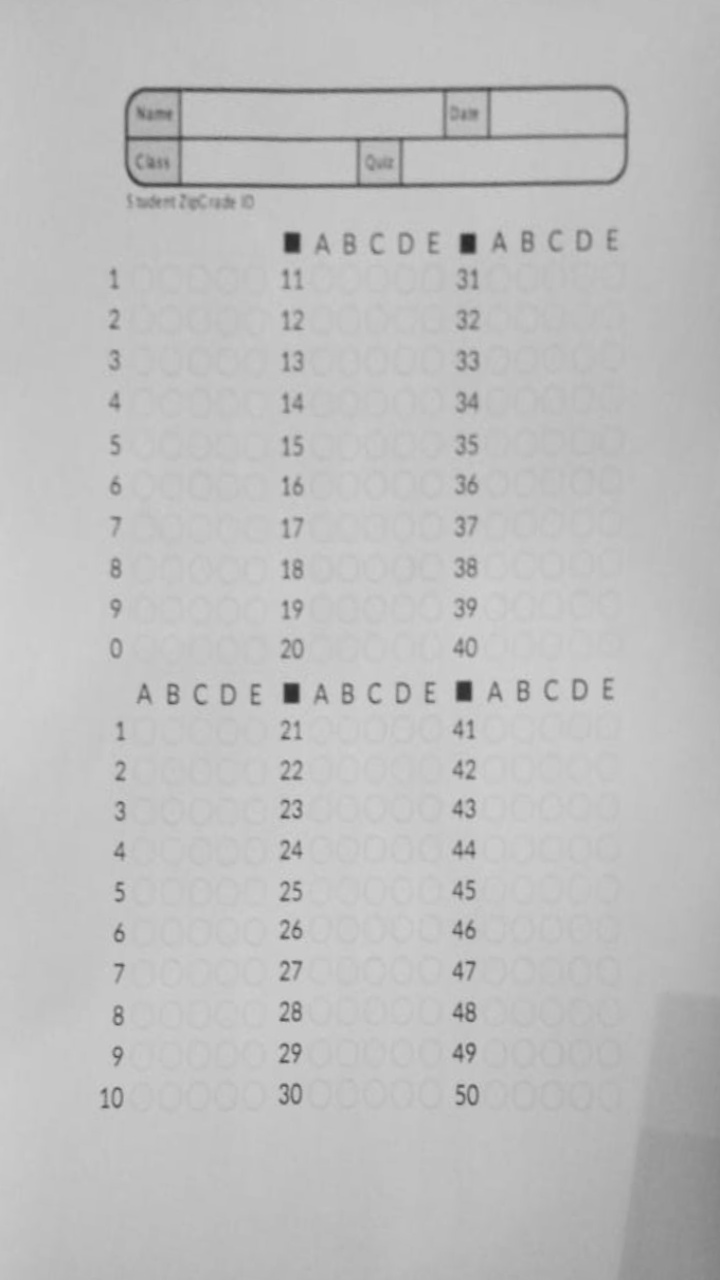 Name Date
Class Quiz
Student ZipGrade ID
A B C D E A B C D E
1 11 31
2 12 32
3 13 33
4 14 34
5 15 35
6 16 36
7 17 37
8 18 38
9 19 39
0 20 40
A B C D E A B C D E A B C D E
1 21 41
2 22 42
3 23 43
4 24 44
5 25 45
6 26 46
7 27 47
8 28 48
9 29 49
10 30 50